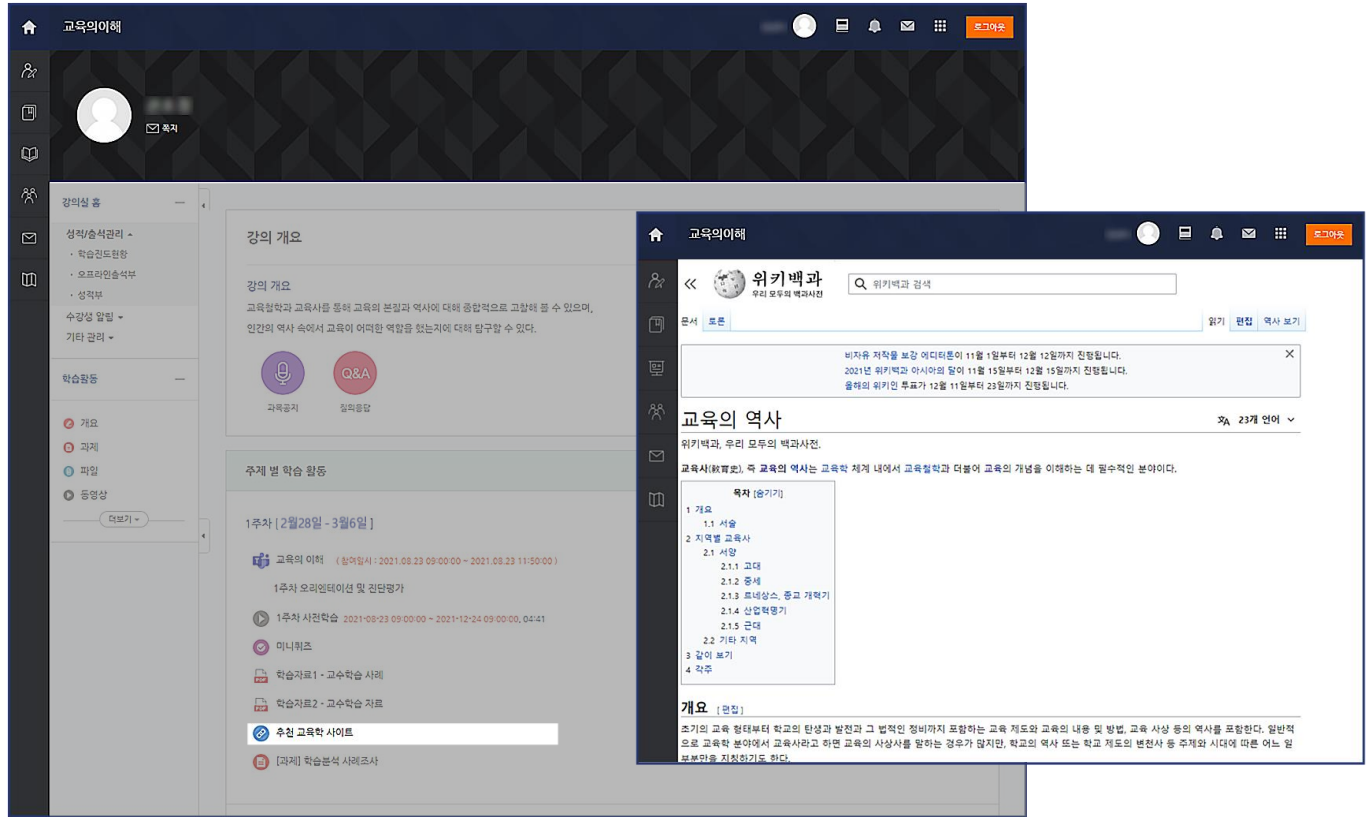 교육의이해
로그아웃
쪽지
강의실 홈
성적/출석관리
· 학습진도현황
· 오프라인출석부
· 성적부
수강생 알림
기타 관리
학습활동
개요
과제
파일
동영상
더보기
강의 개요
강의 개요
교육철학과 교육사를 통해 교육의 본질과 역사에 대해 종합적으로 고찰해 볼 수 있으며,
인간의 역사 속에서 교육이 어떠한 역할을 했는지에 대해 탐구할 수 있다.
Q&A
과목공지 질의응답
주제 별 학습 활동
1주차 [ 2월28일 - 3월6일 ]
교육의 이해 ( 참여일시 : 2021.08.23 09:00:00 ~ 2021.08.23 11:50:00 )
1주차 오리엔테이션 및 진단평가
1주차 사전학습 2021-08-23 09:00:00 ~ 2021-12-24 09:00:00, 04:41
미니퀴즈
PDF 학습자료1 - 교수학습 사례
PDF 학습자료2 - 교수학습 자료
추천 교육학 사이트
[과제] 학습분석 사례조사
교육의이해
로그아웃
위키백과
우리 모두의 백과사전
위키백과 검색
문서 토론 읽기 편집 역사 보기
비자유 저작물 보강 에디터톤이 11월 1일부터 12월 12일까지 진행됩니다.
2021년 위키백과 아시아의 달이 11월 15일부터 12월 15일까지 진행됩니다.
올해의 위키인 투표가 12월 11일부터 23일까지 진행됩니다.
교육의 역사
23개 언어
위키백과, 우리 모두의 백과사전.
교육사(敎育史), 즉 교육의 역사는 교육학 체계 내에서 교육철학과 더불어 교육의 개념을 이해하는 데 필수적인 분야이다.
목차 [숨기기]
1 개요
1.1 서술
2 지역별 교육사
2.1 서양
2.1.1 고대
2.1.2 중세
2.1.3 르네상스, 종교 개혁기
2.1.4 산업혁명기
2.1.5 근대
2.2 기타 지역
3 같이 보기
4 각주
개요 [편집]
초기의 교육 형태부터 학교의 탄생과 발전과 그 법적인 정비까지 포함하는 교육 제도와 교육의 내용 및 방법, 교육 사상 등의 역사를 포함한다. 일반적
으로 교육학 분야에서 교육사라고 하면 교육의 사상사를 말하는 경우가 많지만, 학교의 역사 또는 학교 제도의 변천사 등 주제와 시대에 따른 어느 일
부분만을 지칭하기도 한다.